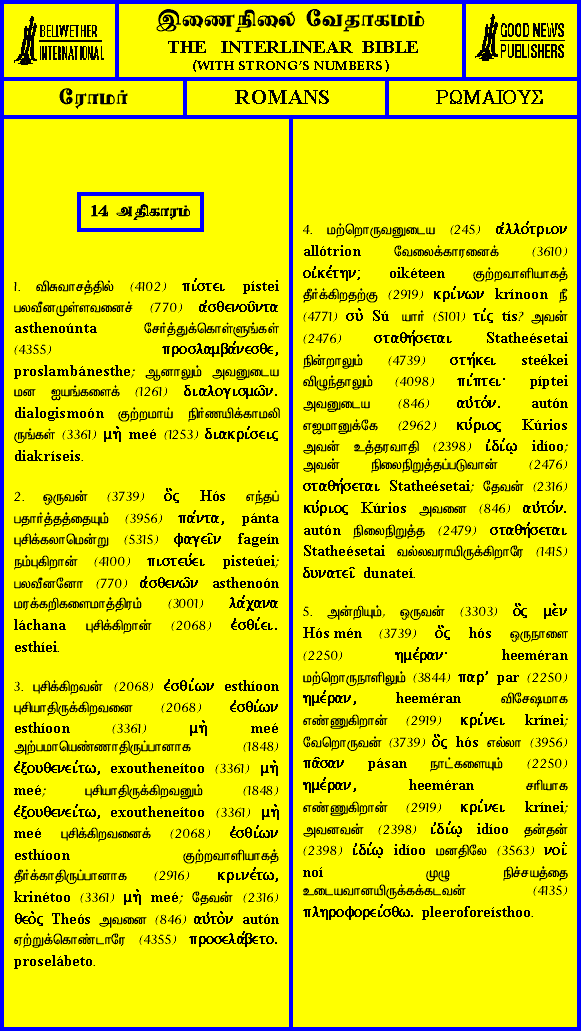 BELLWETHER
INTERNATIONAL
இணைநிலை வேதாகமம்
THE INTERLINEAR BIBLE
(WITH STRONG'S NUMBERS)
GOOD NEWS
PUBLISHERS
ரோமர்
ROMANS
ΡΩΜΑΙΟΥΣ
14 அதிகாரம்
1. விசுவாசத்தில் (4102) πίστει pístei
பலவீனமுள்ளவனைச் (770) ἀσθενοῦντα
asthenoúnta சேர்த்துக்கொள்ளுங்கள்
(4355) προσλαμβάνεσθε,
proslambánesthe; ஆனாலும் அவனுடைய
மன ஐயங்களைக் (1261) διαλογισμῶν.
dialogismoón குற்றமாய் நிர்ணயிக்காமலி
ருங்கள் (3361) μὴ meé (1253) διακρίσεις
diakríseis.
2. ஒருவன் (3739) ὃς Hós எந்தப்
பதார்த்தத்தையும் (3956) πάντα, pánta
புசிக்கலாமென்று (5315) φαγεῖν fageín
நம்புகிறான் (4100) πιστεύει pisteúei;
பலவீனனோ (770) ἀσθενῶν asthenoón
மரக்கறிகளைமாத்திரம் (3001) λάχανα
láchana புசிக்கிறான் (2068) ἐσθίει.
esthíei.
3. புசிக்கிறவன் (2068) ἐσθίων esthíoon
புசியாதிருக்கிறவனை (2068) ἐσθίων
esthíoon (3361) μὴ meé
அற்பமாயெண்ணாதிருப்பானாக (1848)
ἐξουθενείτω, exoutheneítoo (3361) μὴ
meé; புசியாதிருக்கிறவனும் (1848)
ἐξουθενείτω, exoutheneítoo (3361) μὴ
meé புசிக்கிறவனைக் (2068) ἐσθίων
esthíoon குற்றவாளியாகத்
தீர்க்காதிருப்பானாக (2916) κρινέτω,
krinétoo (3361) μὴ meé; தேவன் (2316)
θεὸς Theós அவனை (846) αὐτὸν autón
ஏற்றுக்கொண்டாரே (4355) προσελάβετο.
proselábeto.
4. மற்றொருவனுடைய (245) ἀλλότριον
allótrion வேலைக்காரனைக் (3610)
οἰκέτην; oikéteen குற்றவாளியாகத்
தீர்க்கிறதற்கு (2919) κρίνων krínoon நீ
(4771) σὺ Sú யார் (5101) τίς tís? அவன்
(2476) σταθήσεται Statheésetai
நின்றாலும் (4739) στήκει steékei
விழுந்தாலும் (4098) πίπτει· píptei
அவனுடைய (846) αὐτόν. autón
எஜமானுக்கே (2962) κύριος Kúrios
அவன் உத்தரவாதி (2398) ἰδίῳ idíoo;
அவன் நிலைநிறுத்தப்படுவான் (2476)
σταθήσεται Statheésetai; தேவன் (2316)
κύριος Kúrios அவனை (846) αὐτόν.
autón நிலைநிறுத்த (2479) σταθήσεται
Statheésetai வல்லவராயிருக்கிறாரே (1415)
δυνατεῖ dunateí.
5. அன்றியும், ஒருவன் (3303) ὃς μὲν
Hós mén (3739) ὃς hós ஒருநாளை
(2250) ημέραν· heeméran
மற்றொருநாளிலும் (3844) παρ' par (2250)
ημέραν, heeméran விசேஷமாக
எண்ணுகிறான் (2919) κρίνει krínei;
வேறொருவன் (3739) ὃς hós எல்லா (3956)
πᾶσαν pásan நாட்களையும் (2250)
ημέραν, heeméran சரியாக
எண்ணுகிறான் (2919) κρίνει krínei;
அவனவன் (2398) ἰδίῳ idíoo தன்தன்
(2398) ἰδίῳ idíoo மனதிலே (3563) νοῒ
noí முழு நிச்சயத்தை
உடையவானயிருக்கக்கடவன் (4135)
πληροφορείσθω. pleeroforeísthoo.